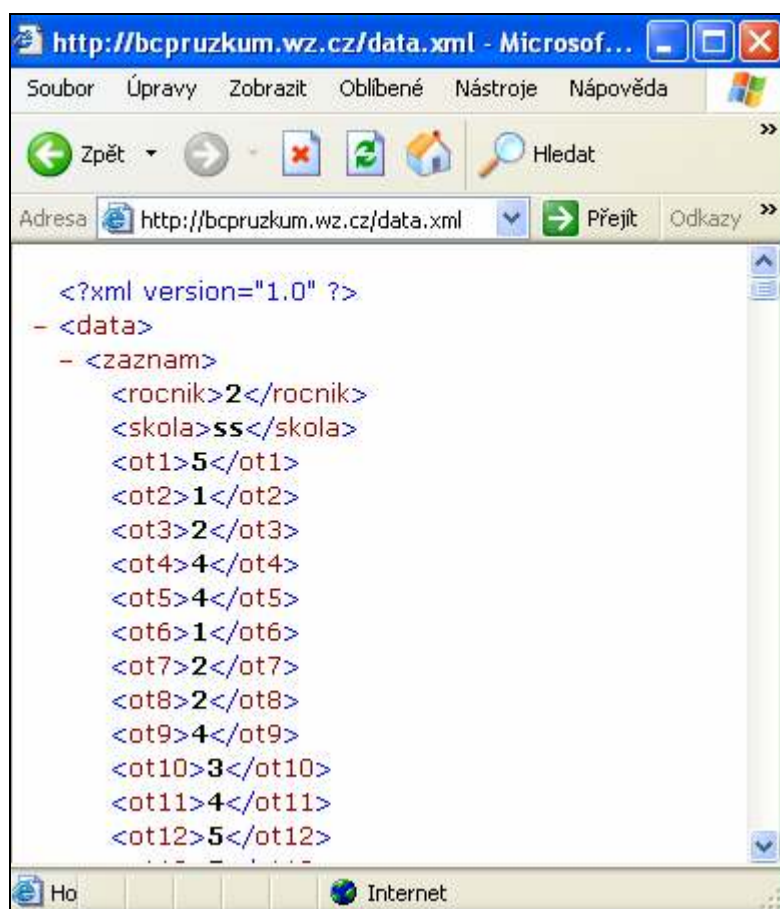 http://bcpruzkum.wz.cz/data.xml - Microsof...
Soubor Úpravy Zobrazit Oblíbené Nástroje Nápověda
Zpět Hledat »
Adresa http://bcpruzkum.wz.cz/data.xml Přejít Odkazy »
<?xml version="1.0" ?>
- <data>
- <zaznam>
<rocnik>2</rocnik>
<skola>ss</skola>
<ot1>5</ot1>
<ot2>1</ot2>
<ot3>2</ot3>
<ot4>4</ot4>
<ot5>4</ot5>
<ot6>1</ot6>
<ot7>2</ot7>
<ot8>2</ot8>
<ot9>4</ot9>
<ot10>3</ot10>
<ot11>4</ot11>
<ot12>5</ot12>
Ho Internet